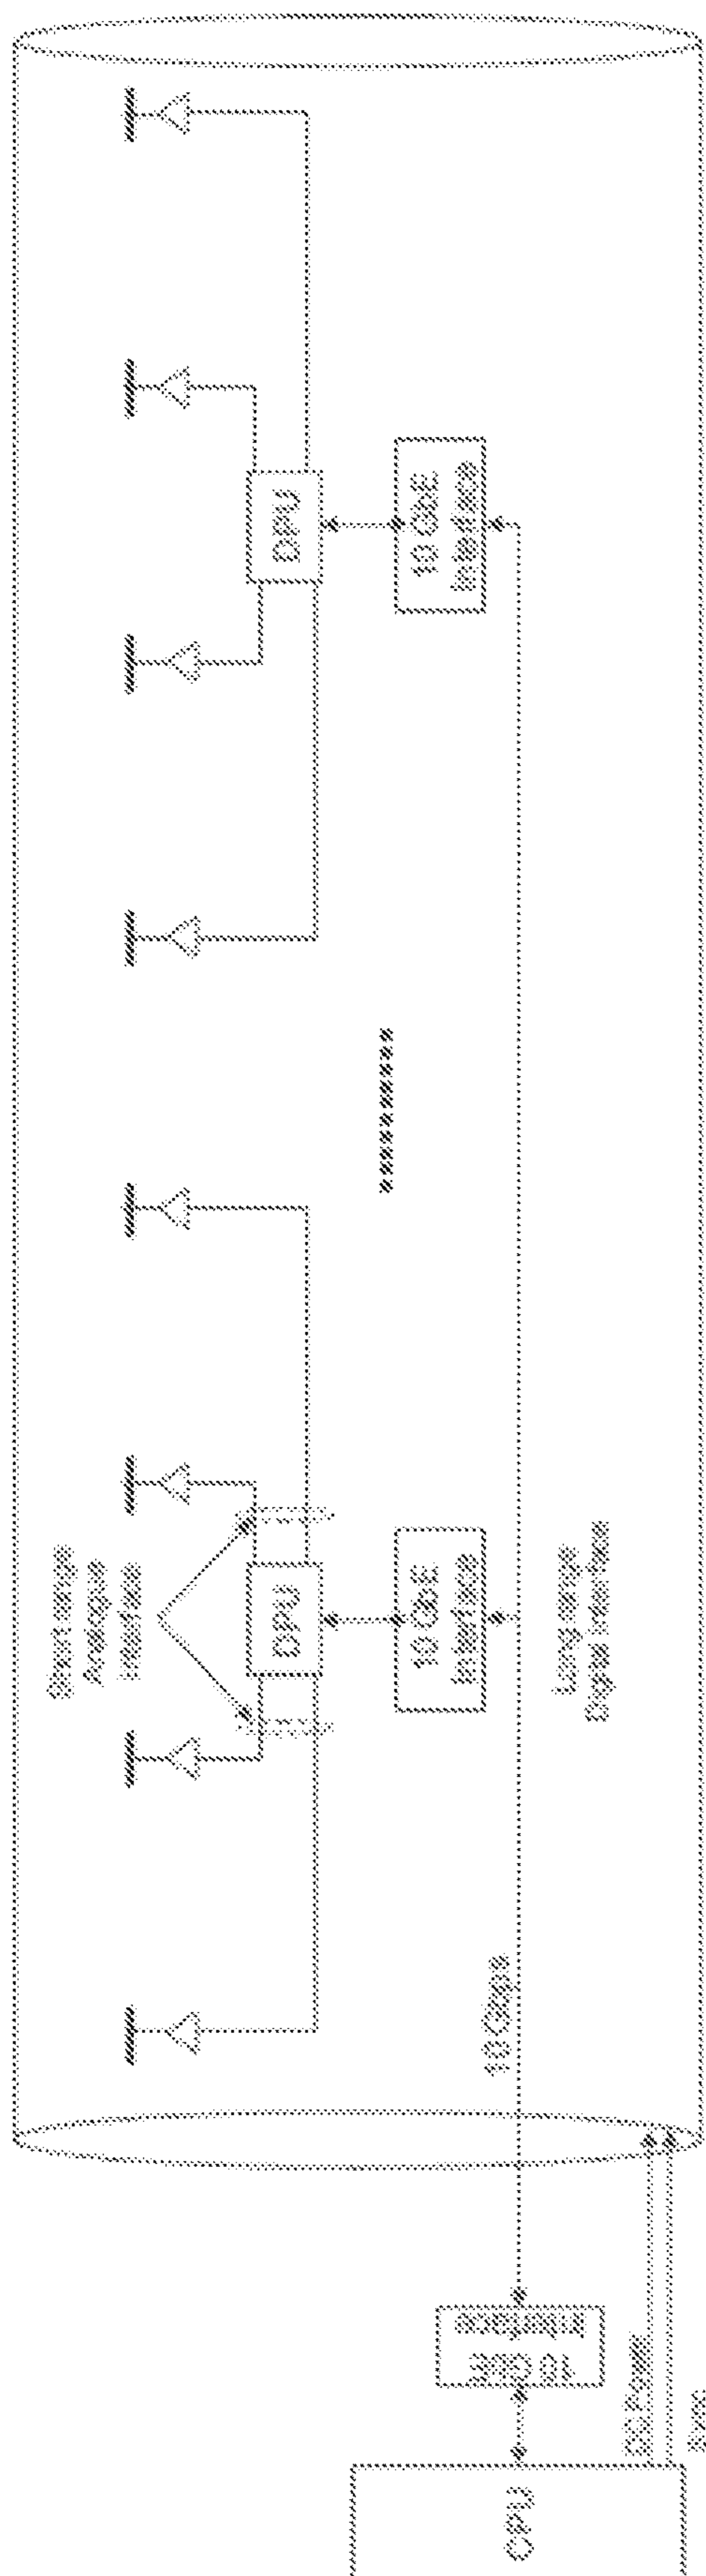 Short range
Analogue
Interface
DPU
DPU
10 GbE
Interface
10 GbE
Interface
Long range
Digital Interface
10 Gbps
10 GbE
Interface
DC Power
Sync
CPU